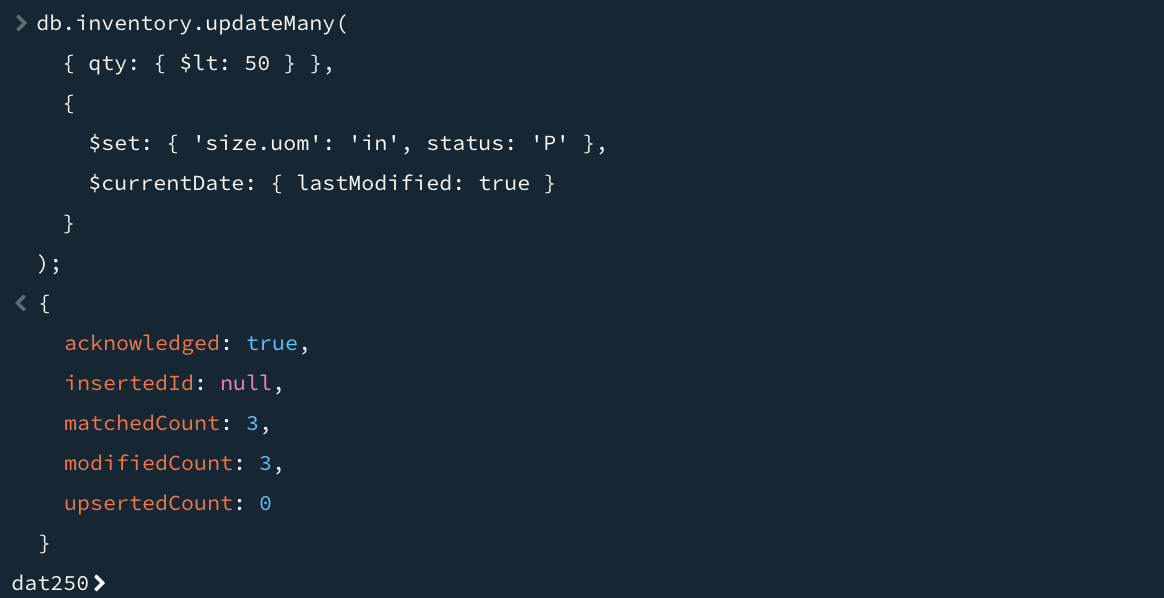 > db.inventory.updateMany(
{ qty: { $lt: 50 } },
{
$set: { 'size.uom': 'in', status: 'P' },
$currentDate: { lastModified: true }
}
);
< {
acknowledged: true,
insertedId: null,
matchedCount: 3,
modifiedCount: 3,
upsertedCount: 0
}
dat250>